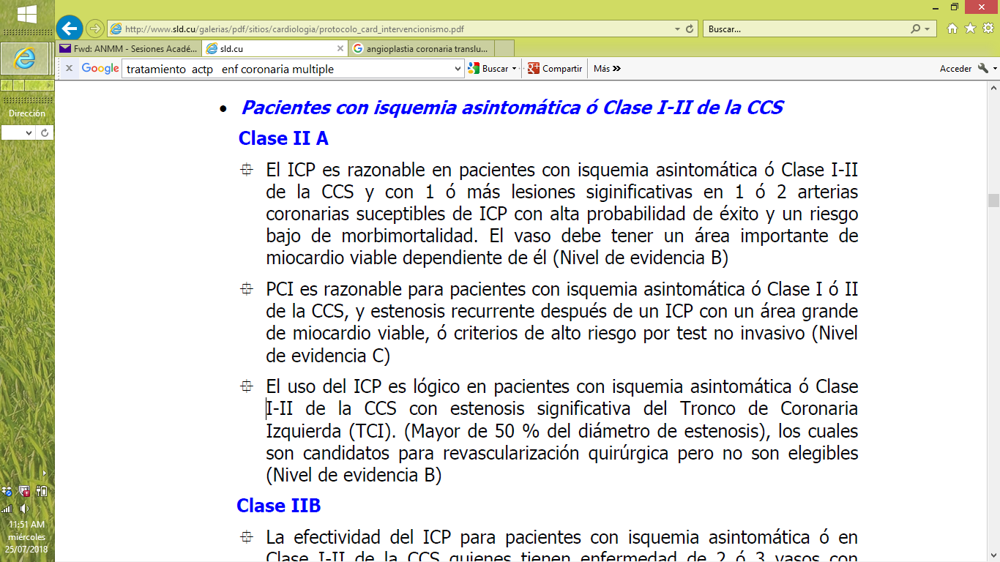 http://www.sld.cu/galerias/pdf/sitios/cardiologia/protocolo_card_intervencionismo.pdf
Buscar...
Fwd: ANMM - Sesiones Acadé...
sld.cu
angioplastia coronaria translu...
Google
tratamiento actp enf coronaria multiple
Buscar
Compartir
Más
Acceder
Dirección
• Pacientes con isquemia asintomática ó Clase I-II de la CCS
Clase II A
El ICP es razonable en pacientes con isquemia asintomática ó Clase I-II
de la CCS y con 1 ó más lesiones siginificativas en 1 ó 2 arterias
coronarias suceptibles de ICP con alta probabilidad de éxito y un riesgo
bajo de morbimortalidad. El vaso debe tener un área importante de
miocardio viable dependiente de él (Nivel de evidencia B)
PCI es razonable para pacientes con isquemia asintomática ó Clase I ó II
de la CCS, y estenosis recurrente después de un ICP con un área grande
de miocardio viable, ó criterios de alto riesgo por test no invasivo (Nivel
de evidencia C)
El uso del ICP es lógico en pacientes con isquemia asintomática ó Clase
I-II de la CCS con estenosis significativa del Tronco de Coronaria
Izquierda (TCI). (Mayor de 50 % del diámetro de estenosis), los cuales
son candidatos para revascularización quirúrgica pero no son elegibles
(Nivel de evidencia B)
Clase IIB
La efectividad del ICP para pacientes con isquemia asintomática ó en
Clase I-II de la CCS quienes tienen enfermedad de 2 ó 3 vasos con
11:51 AM
miércoles
25/07/2018